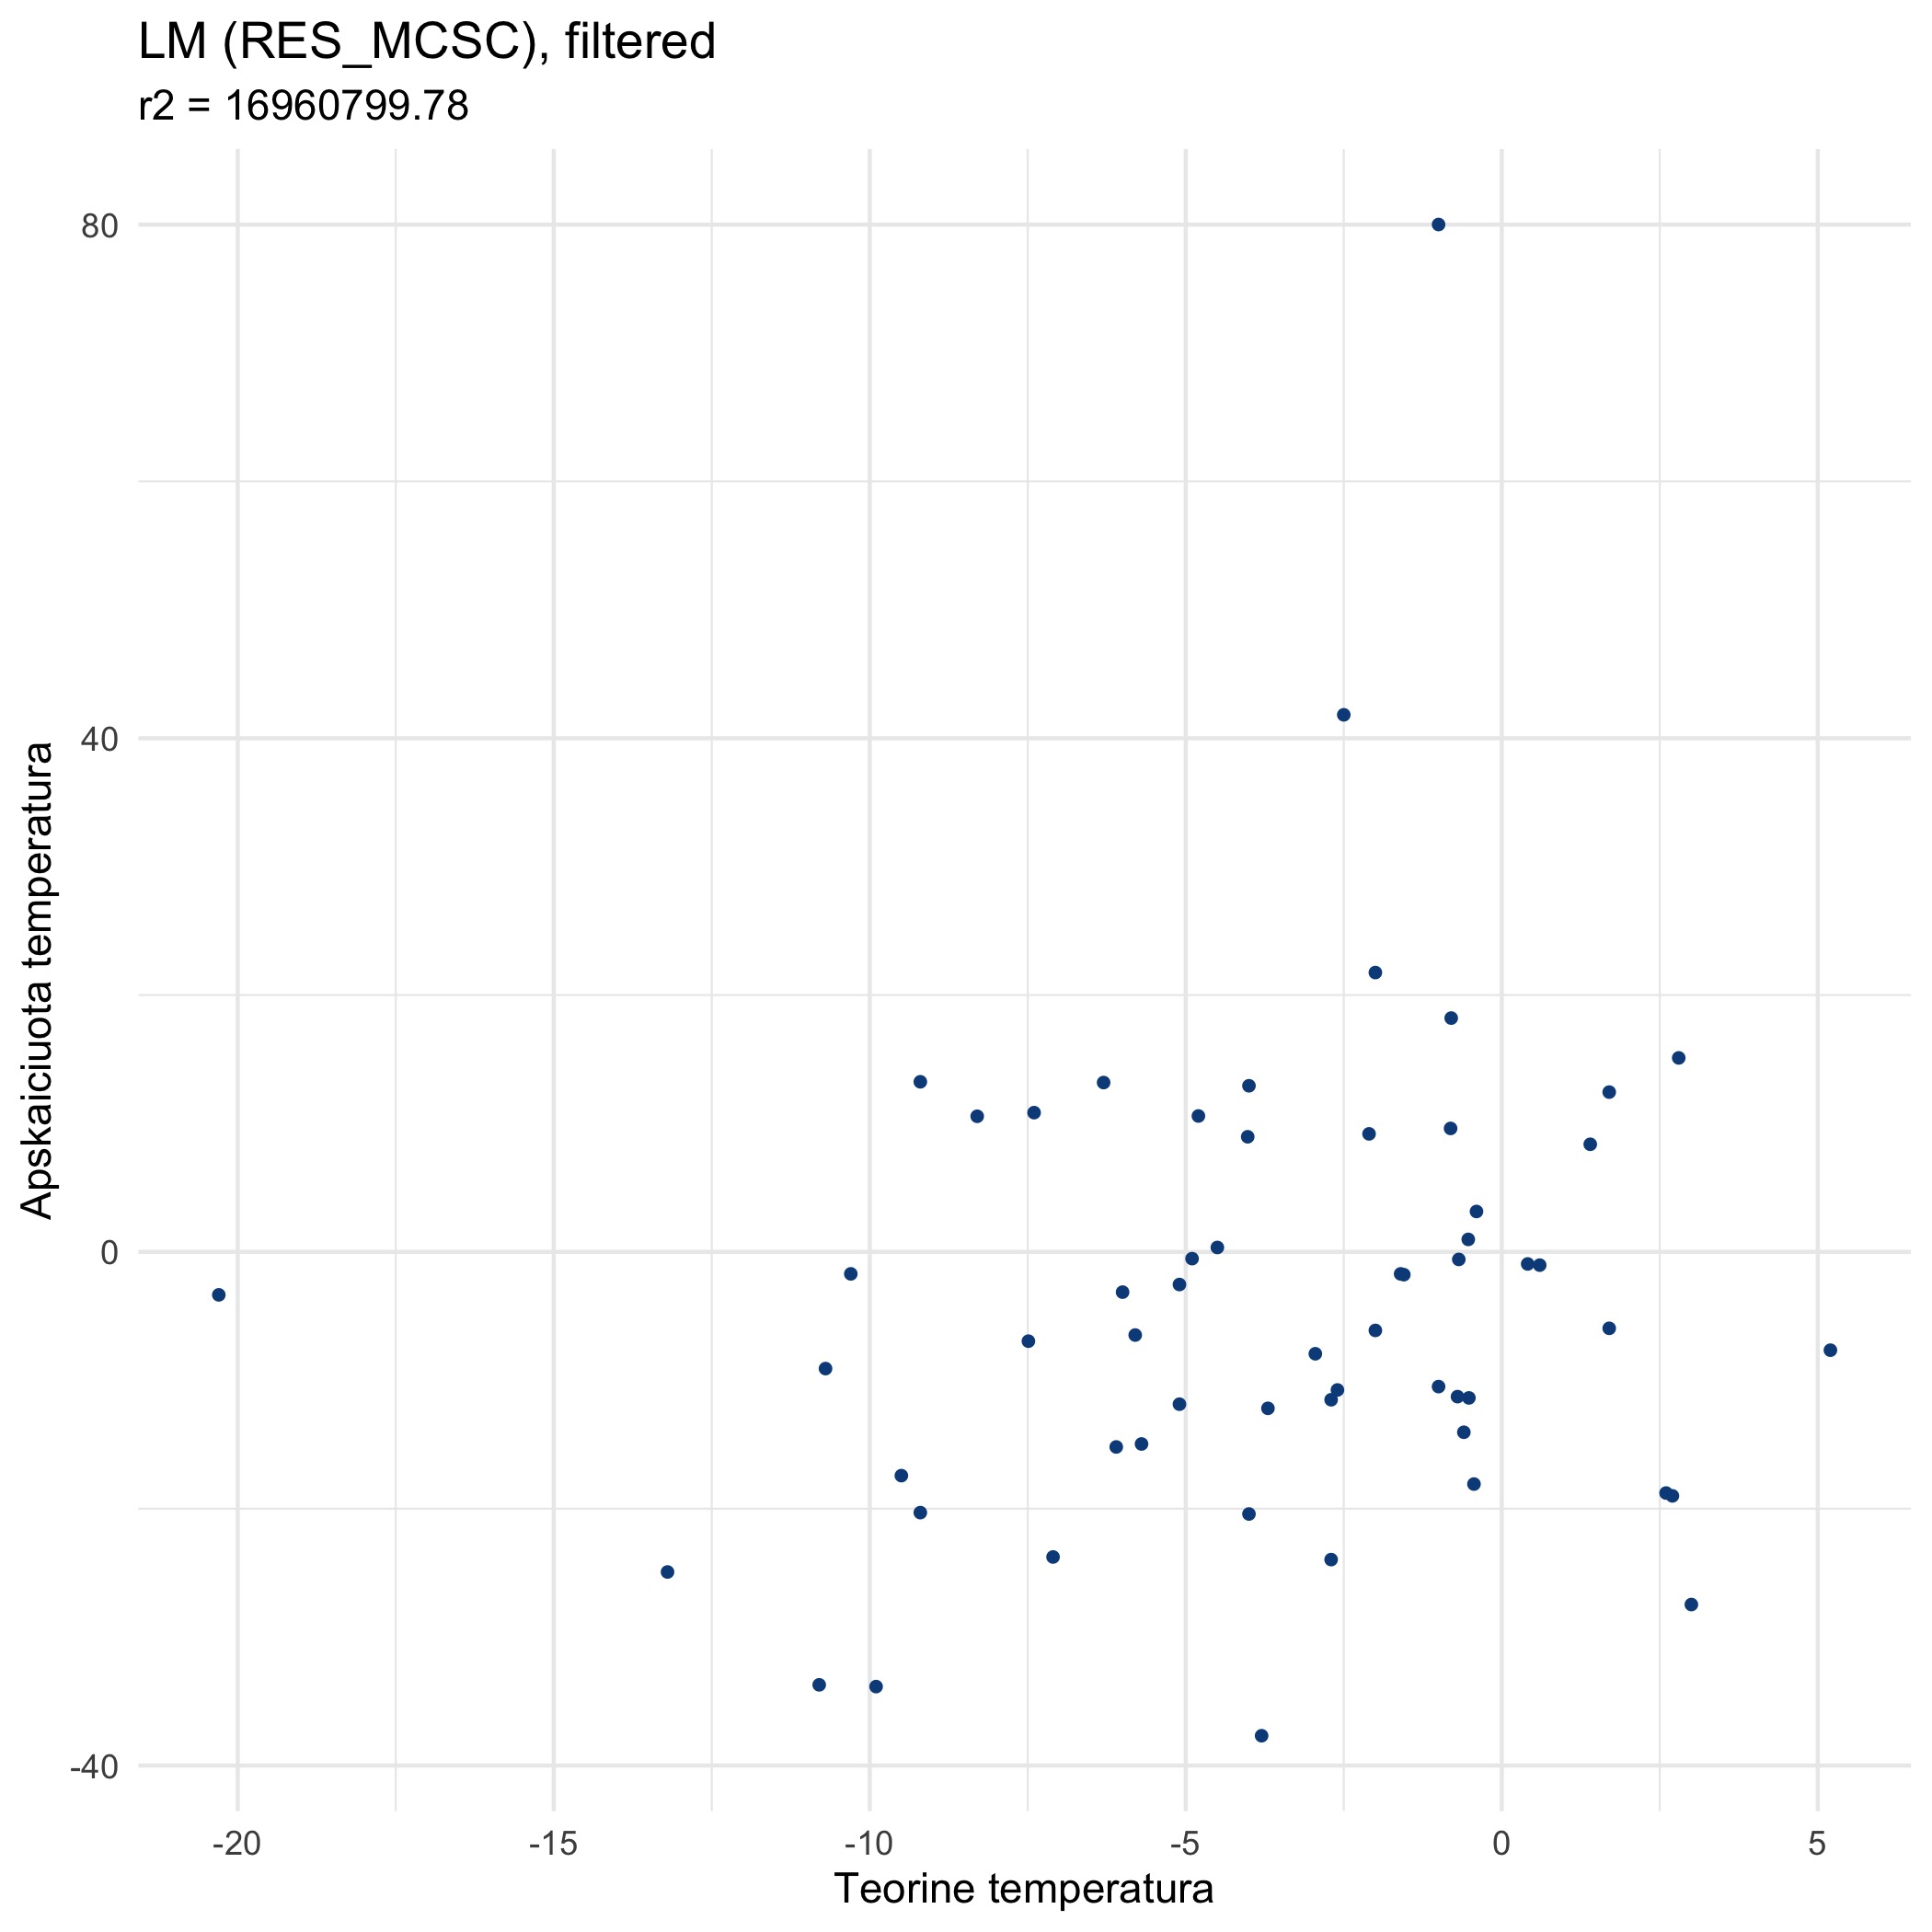 LM (RES_MCSC), filtered
r2 = 16960799.78
80
40
0
-40
Apskaiciuota temperatura
-20 -15 -10 -5 0 5
Teorine temperatura